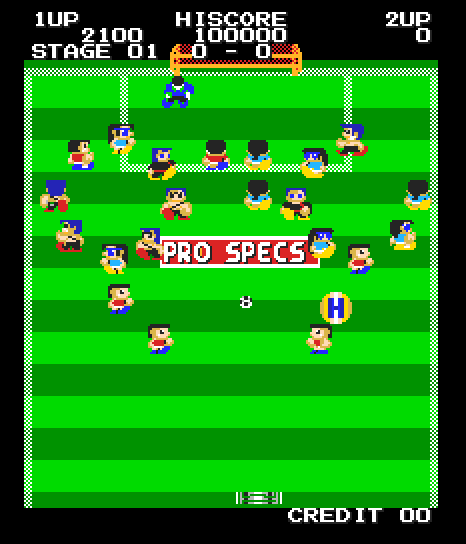 1UP HISCORE 2UP
2100 100000 0
STAGE 01 0 - 0
PRO SPECS
H
CREDIT 00